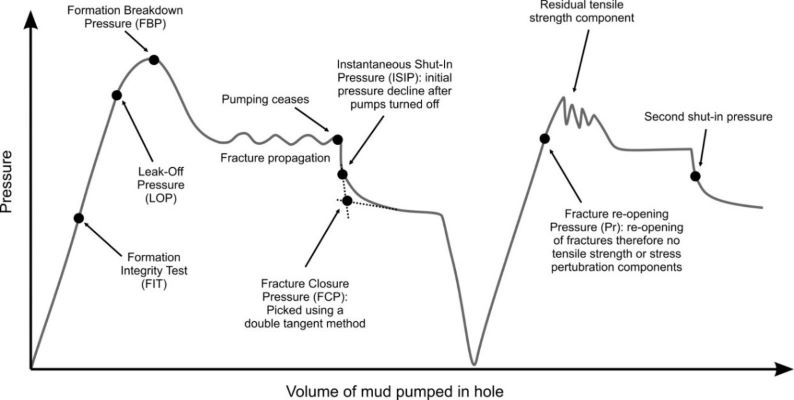 Formation Breakdown
Pressure (FBP)
Residual tensile
strength component
Instantaneous Shut-In
Pressure (ISIP): initial
pressure decline after
pumps turned off
Pumping ceases
Second shut-in pressure
Fracture propagation
Leak-Off
Pressure
(LOP)
Pressure
Fracture re-opening
Pressure (Pr): re-opening
of fractures therefore no
tensile strength or stress
pertubration components
Formation
Integrity Test
(FIT)
Fracture Closure
Pressure (FCP):
Picked using a
double tangent method
Volume of mud pumped in hole